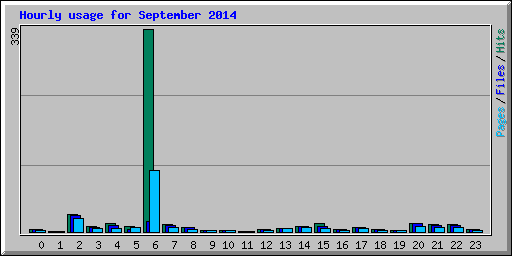 Hourly usage for September 2014
339
Pages/Files/Hits
0 1 2 3 4 5 6 7 8 9 10 11 12 13 14 15 16 17 18 19 20 21 22 23